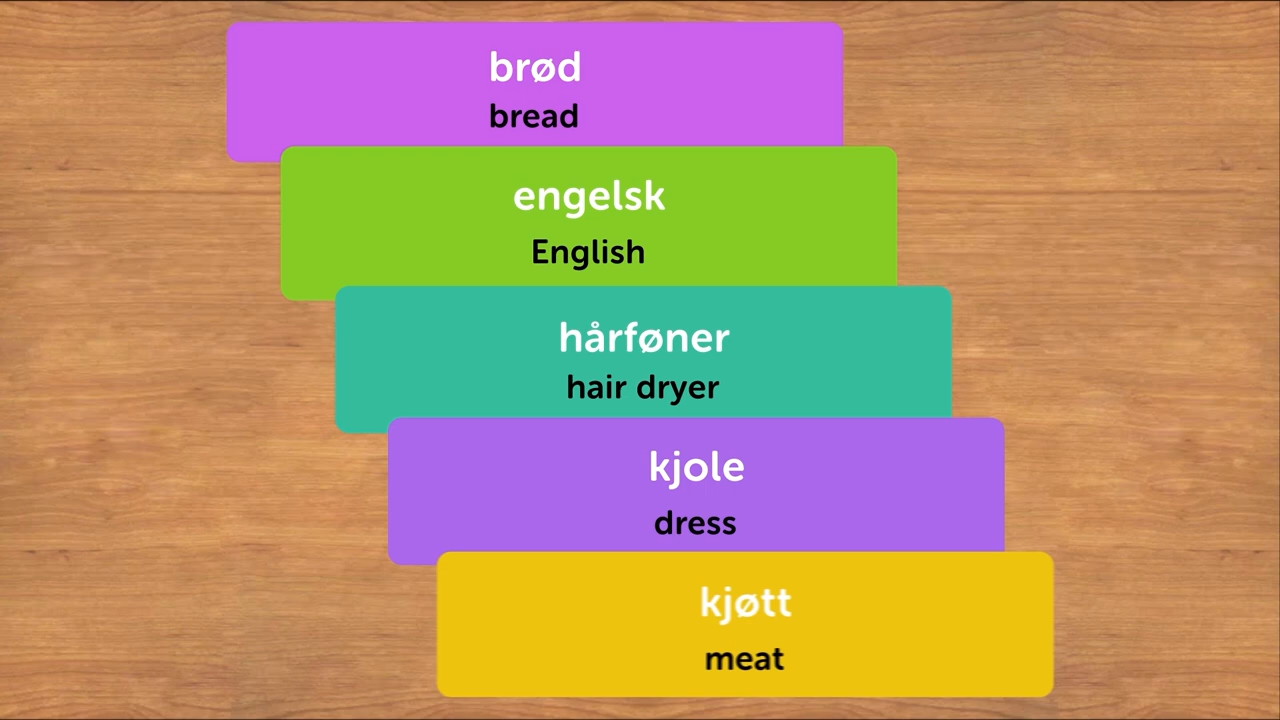 brød
bread
engelsk
English
hårføner
hair dryer
kjole
dress
kjøtt
meat